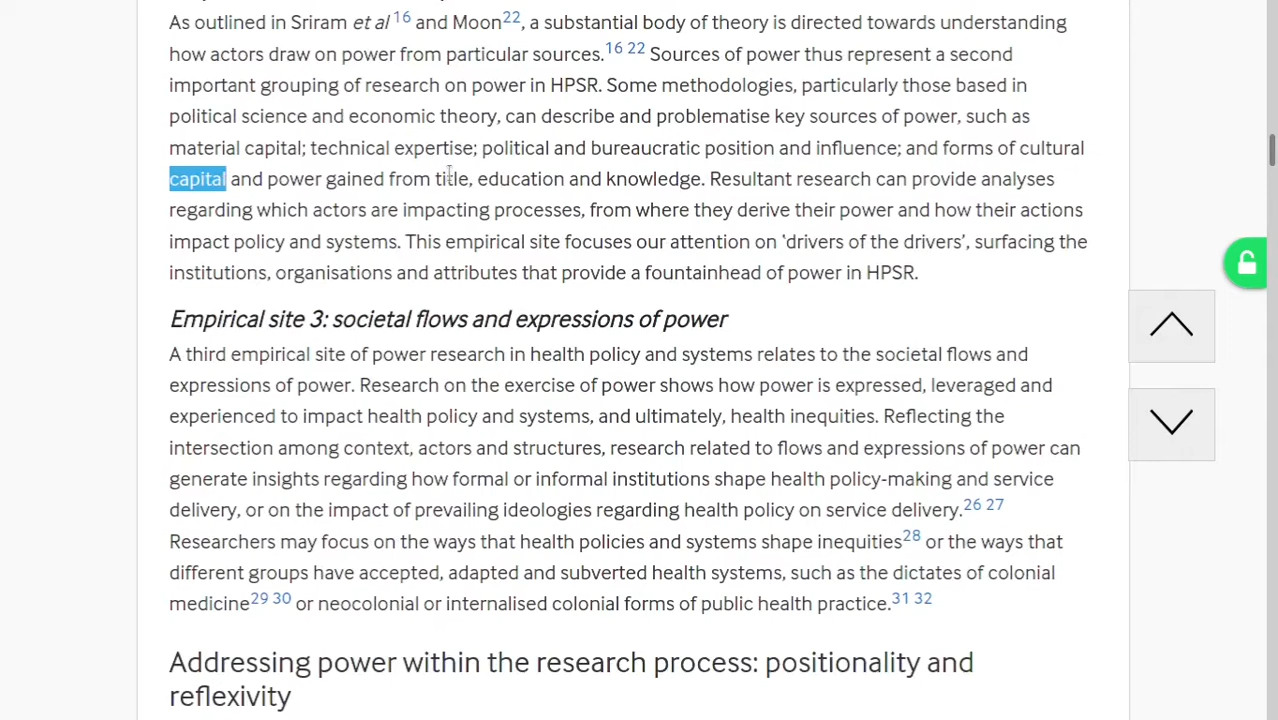 As outlined in Sriram et al 16 and Moon22, a substantial body of theory is directed towards understanding
how actors draw on power from particular sources.16 22 Sources of power thus represent a second
important grouping of research on power in HPSR. Some methodologies, particularly those based in
political science and economic theory, can describe and problematise key sources of power, such as
material capital; technical expertise; political and bureaucratic position and influence; and forms of cultural
capital and power gained from title, education and knowledge. Resultant research can provide analyses
regarding which actors are impacting processes, from where they derive their power and how their actions
impact policy and systems. This empirical site focuses our attention on ‘drivers of the drivers’, surfacing the
institutions, organisations and attributes that provide a fountainhead of power in HPSR.
Empirical site 3: societal flows and expressions of power
A third empirical site of power research in health policy and systems relates to the societal flows and
expressions of power. Research on the exercise of power shows how power is expressed, leveraged and
experienced to impact health policy and systems, and ultimately, health inequities. Reflecting the
intersection among context, actors and structures, research related to flows and expressions of power can
generate insights regarding how formal or informal institutions shape health policy-making and service
delivery, or on the impact of prevailing ideologies regarding health policy on service delivery.26 27
Researchers may focus on the ways that health policies and systems shape inequities28 or the ways that
different groups have accepted, adapted and subverted health systems, such as the dictates of colonial
medicine29 30 or neocolonial or internalised colonial forms of public health practice.31 32
Addressing power within the research process: positionality and
reflexivity